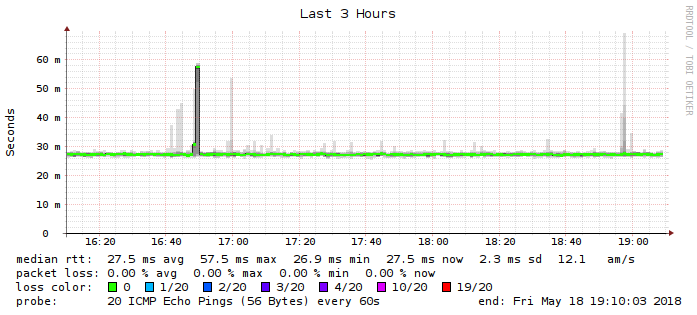 Last 3 Hours
RRDTOOL / TOBI OETIKER
Seconds
60 m
50 m
40 m
30 m
20 m
10 m
0
16:20 16:40 17:00 17:20 17:40 18:00 18:20 18:40 19:00
median rtt: 27.5 ms avg 57.5 ms max 26.9 ms min 27.5 ms now 2.3 ms sd 12.1 am/s
packet loss: 0.00 % avg 0.00 % max 0.00 % min 0.00 % now
loss color: 0 1/20 2/20 3/20 4/20 10/20 19/20
probe: 20 ICMP Echo Pings (56 Bytes) every 60s end: Fri May 18 19:10:03 2018